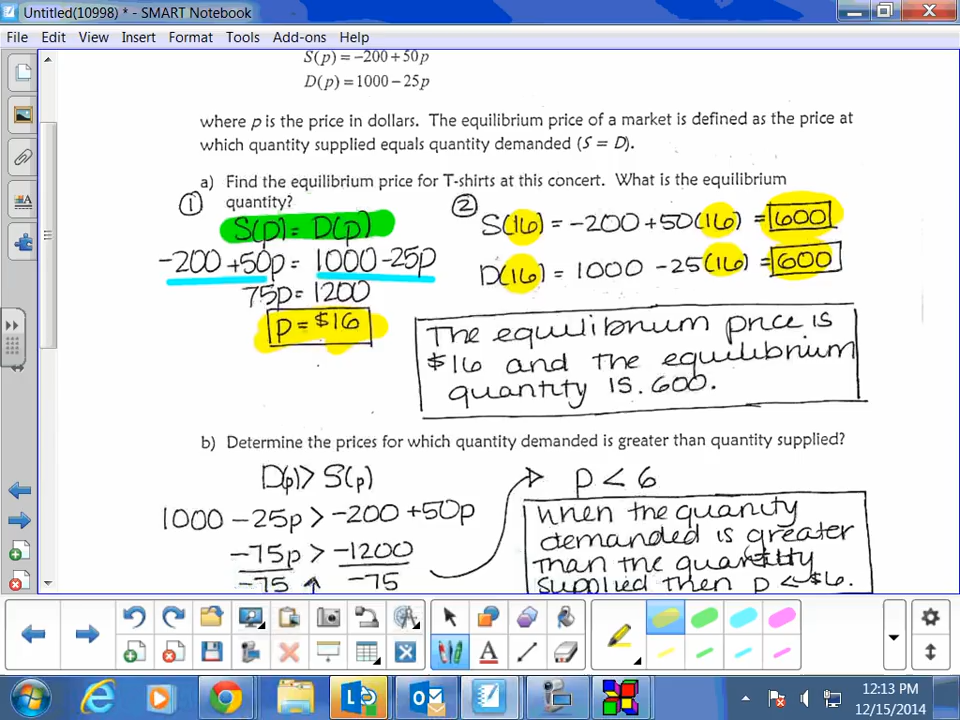 Untitled(10998) * - SMART Notebook
File Edit View Insert Format Tools Add-ons Help
S(p) = −200 + 50p
D(p) = 1000 − 25p
where p is the price in dollars. The equilibrium price of a market is defined as the price at
which quantity supplied equals quantity demanded (S = D).
a) Find the equilibrium price for T-shirts at this concert. What is the equilibrium
quantity?
①
S(p) = D(p)
-200 + 50p = 1000 - 25p
75p = 1200
p = $16
②
S(16) = -200 + 50(16) = 600
D(16) = 1000 - 25(16) = 600
The equilibrium price is
$16 and the equilibrium
quantity is 600.
b) Determine the prices for which quantity demanded is greater than quantity supplied?
D(p) > S(p)
1000 - 25p > -200 + 50p
-75p > -1200
-75 -75
p < 6
When the quantity
demanded is greater
than the quantity
supplied then p < $16.
12:13 PM
12/15/2014